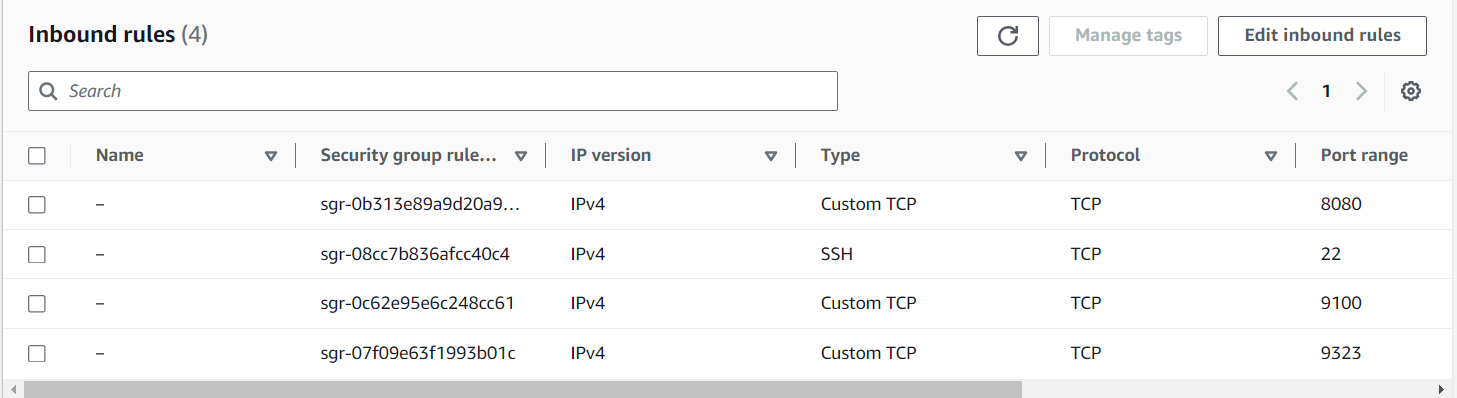 Inbound rules (4)
Manage tags
Edit inbound rules
Search
1
Name Security group rule... IP version Type Protocol Port range
– sgr-0b313e89a9d20a9... IPv4 Custom TCP TCP 8080
– sgr-08cc7b836afcc40c4 IPv4 SSH TCP 22
– sgr-0c62e95e6c248cc61 IPv4 Custom TCP TCP 9100
– sgr-07f09e63f1993b01c IPv4 Custom TCP TCP 9323